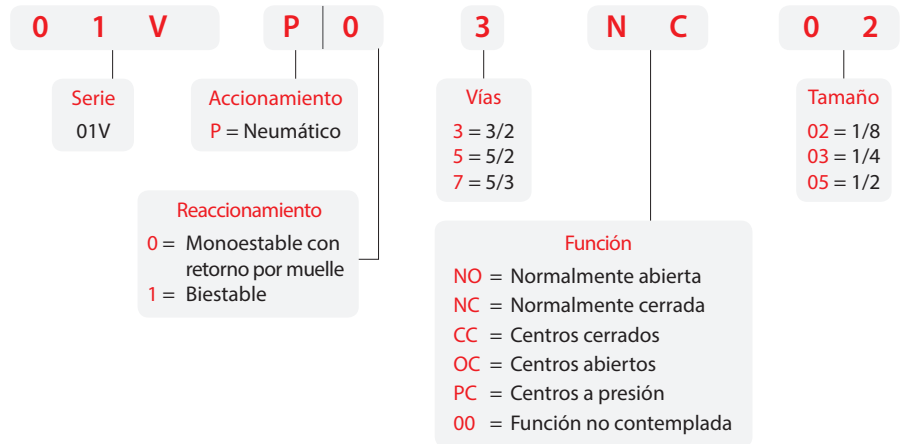 0 1 V P 0 3 N C 0 2
Serie
01V
Accionamiento
P = Neumático
Vías
3 = 3/2
5 = 5/2
7 = 5/3
Tamaño
02 = 1/8
03 = 1/4
05 = 1/2
Reaccionamiento
0 = Monoestable con
retorno por muelle
1 = Biestable
Función
NO = Normalmente abierta
NC = Normalmente cerrada
CC = Centros cerrados
OC = Centros abiertos
PC = Centros a presión
00 = Función no contemplada